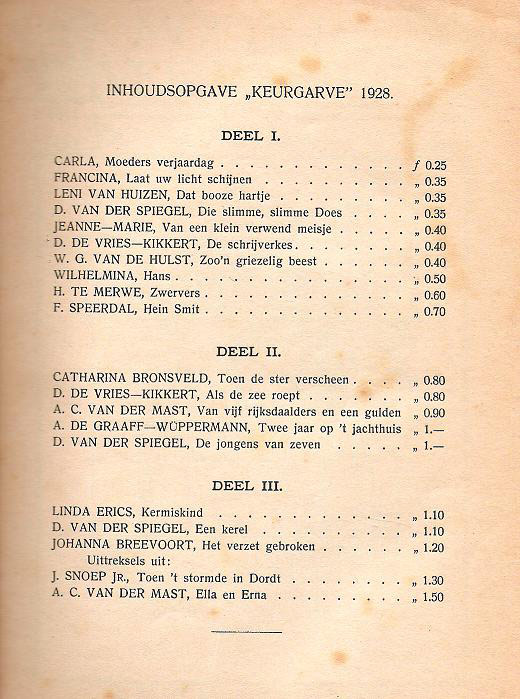 INHOUDSOPGAVE „KEURGARVE” 1928.
DEEL I.
CARLA, Moeders verjaardag . . . . . . . . . . . . . ƒ 0.25
FRANCINA, Laat uw licht schijnen . . . . . . . . . . „ 0.35
LENI VAN HUIZEN, Dat booze hartje . . . . . . . . . „ 0.35
D. VAN DER SPIEGEL, Die slimme, slimme Does . . . . „ 0.35
JEANNE—MARIE, Van een klein verwend meisje . . . . „ 0.40
D. DE VRIES—KIKKERT, De schrijverkes . . . . . . . „ 0.40
W. G. VAN DE HULST, Zoo'n griezelig beest . . . . . . „ 0.40
WILHELMINA, Hans . . . . . . . . . . . . . . . „ 0.50
H. TE MERWE, Zwervers . . . . . . . . . . . . . „ 0.60
F. SPEERDAL, Hein Smit . . . . . . . . . . . . . „ 0.70
DEEL II.
CATHARINA BRONSVELD, Toen de ster verscheen . . . . „ 0.80
D. DE VRIES—KIKKERT, Als de zee roept . . . . . . . „ 0.80
A. C. VAN DER MAST, Van vijf rijksdaalders en een gulden „ 0.90
A. DE GRAAFF—WÜPPERMANN, Twee jaar op 't jachthuis „ 1.—
D. VAN DER SPIEGEL, De jongens van zeven . . . . . „ 1.—
DEEL III.
LINDA ERICS, Kermiskind . . . . . . . . . . . . „ 1.10
D. VAN DER SPIEGEL, Een kerel . . . . . . . . . . „ 1.10
JOHANNA BREEVOORT, Het verzet gebroken . . . . . . „ 1.20
Uittreksels uit:
J. SNOEP JR., Toen 't stormde in Dordt . . . . . . . . „ 1.30
A. C. VAN DER MAST, Ella en Erna . . . . . . . . . „ 1.50